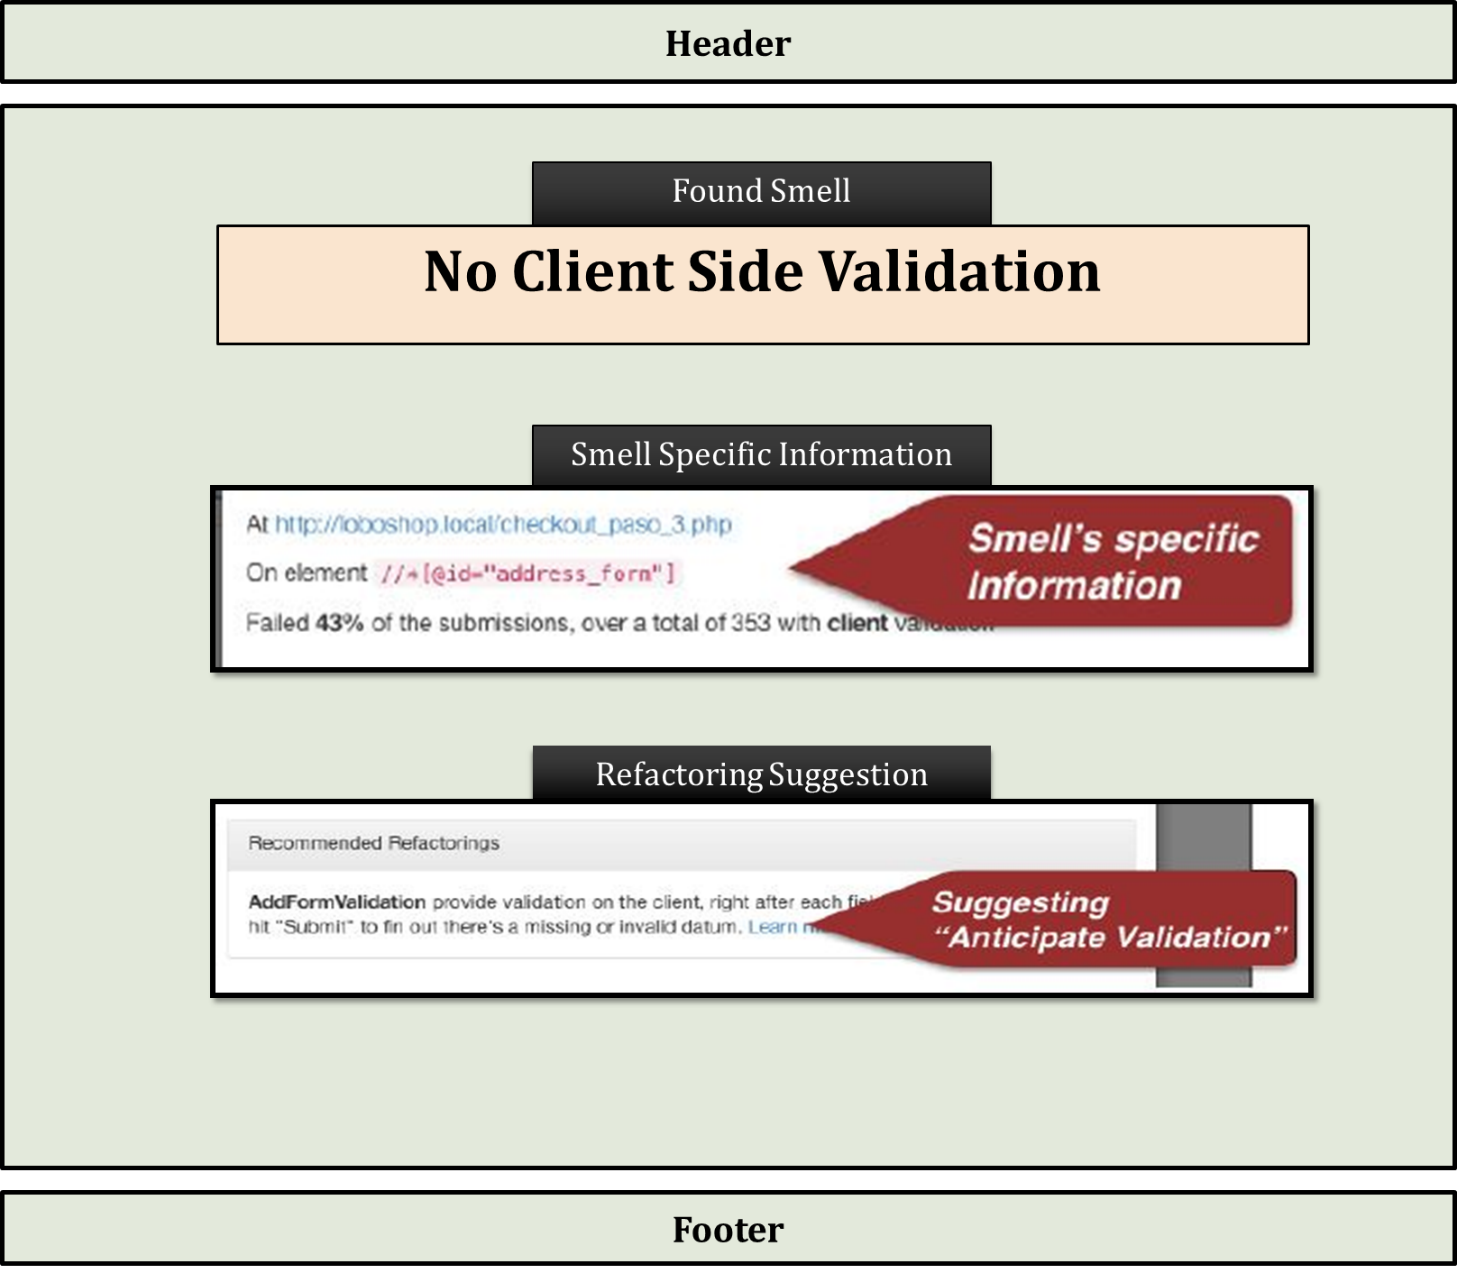 Header
Found Smell
No Client Side Validation
Smell Specific Information
At http://loboshop.local/checkout_paso_3.php
On element //*[@id="address_form"]
Failed 43% of the submissions, over a total of 353 with client validation
Smell's specific
Information
Refactoring Suggestion
Recommended Refactorings
AddFormValidation provide validation on the client, right after each
hit "Submit" to fin out there's a missing or invalid datum. Learn
Suggesting
"Anticipate Validation"
Footer